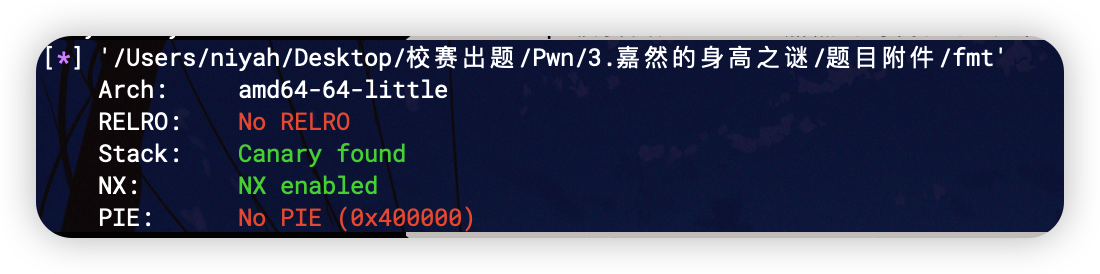 [*] '/Users/niyah/Desktop/校赛出题/Pwn/3.嘉然的身高之谜/题目附件/fmt'
Arch: amd64-64-little
RELRO: No RELRO
Stack: Canary found
NX: NX enabled
PIE: No PIE (0x400000)